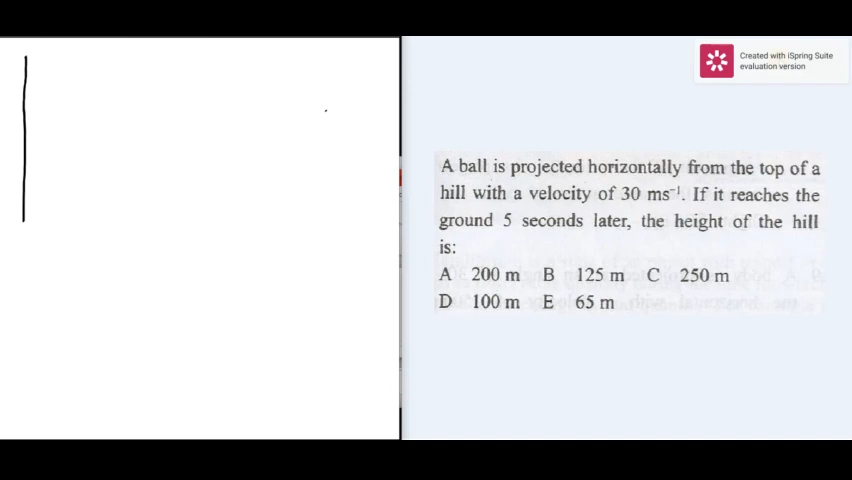 Created with iSpring Suite
evaluation version
A ball is projected horizontally from the top of a
hill with a velocity of 30 ms⁻¹. If it reaches the
ground 5 seconds later, the height of the hill
is:
A 200 m B 125 m C 250 m
D 100 m E 65 m